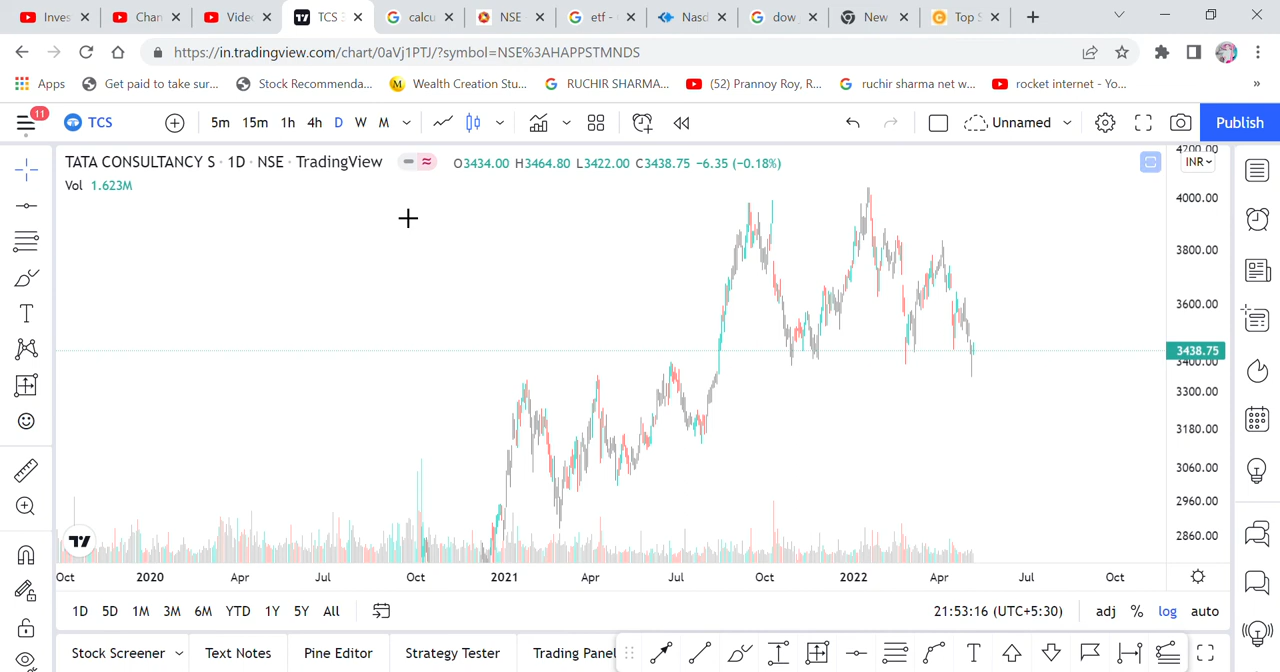 Inves
Chan
Vide
TCS 3
calcu
NSE
etf -
Nasd
dow
New
Top S
https://in.tradingview.com/chart/0aVj1PTJ/?symbol=NSE%3AHAPPSTMNDS
Apps
Get paid to take sur...
Stock Recommenda...
Wealth Creation Stu...
RUCHIR SHARMA...
(52) Prannoy Roy, R...
ruchir sharma net w...
rocket internet - Yo...
»
11
TCS
5m 15m 1h 4h D W M
Unnamed
Publish
TATA CONSULTANCY S · 1D · NSE · TradingView
O3434.00 H3464.80 L3422.00 C3438.75 −6.35 (−0.18%)
Vol 1.623M
INR
4200.00
4000.00
3800.00
3600.00
3438.75
3400.00
3300.00
3180.00
3060.00
2960.00
2860.00
Oct 2020 Apr Jul Oct 2021 Apr Jul Oct 2022 Apr Jul Oct
1D 5D 1M 3M 6M YTD 1Y 5Y All
21:53:16 (UTC+5:30)
adj % log auto
Stock Screener
Text Notes
Pine Editor
Strategy Tester
Trading Panel